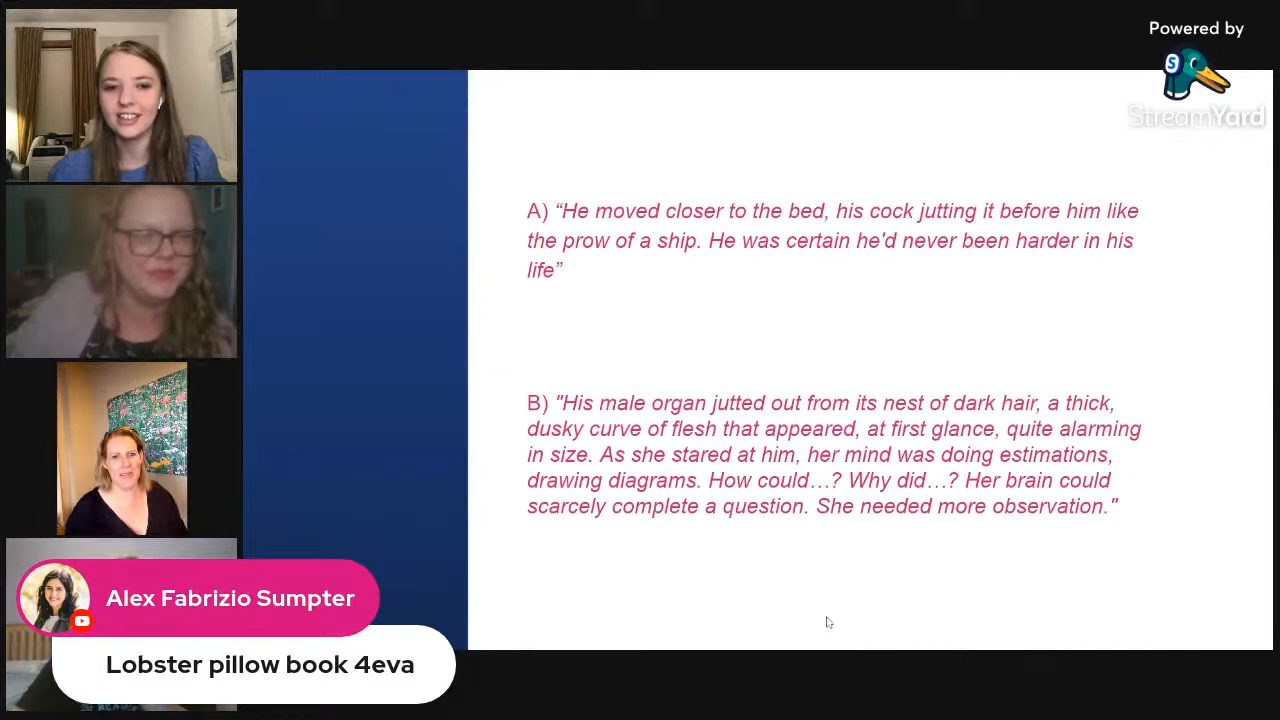 Powered by
S
StreamYard
A) “He moved closer to the bed, his cock jutting it before him like
the prow of a ship. He was certain he'd never been harder in his
life”
B) "His male organ jutted out from its nest of dark hair, a thick,
dusky curve of flesh that appeared, at first glance, quite alarming
in size. As she stared at him, her mind was doing estimations,
drawing diagrams. How could…? Why did…? Her brain could
scarcely complete a question. She needed more observation."
Alex Fabrizio Sumpter
Lobster pillow book 4eva